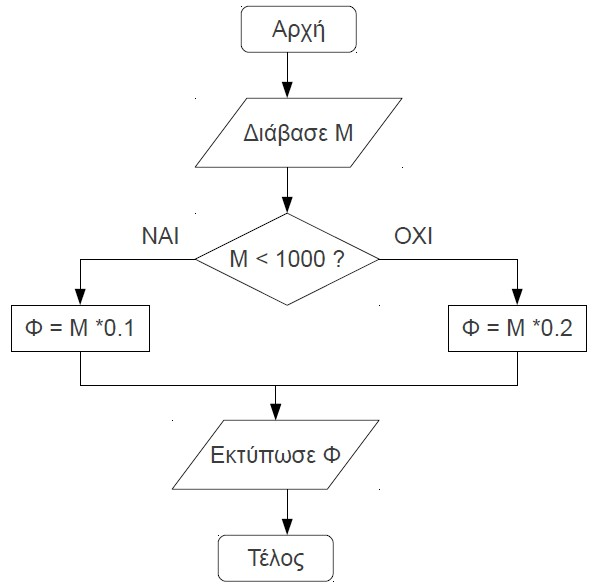 Αρχή
Διάβασε Μ
ΝΑΙ
ΟΧΙ
Μ < 1000 ?
Φ = Μ *0.1
Φ = Μ *0.2
Εκτύπωσε Φ
Τέλος